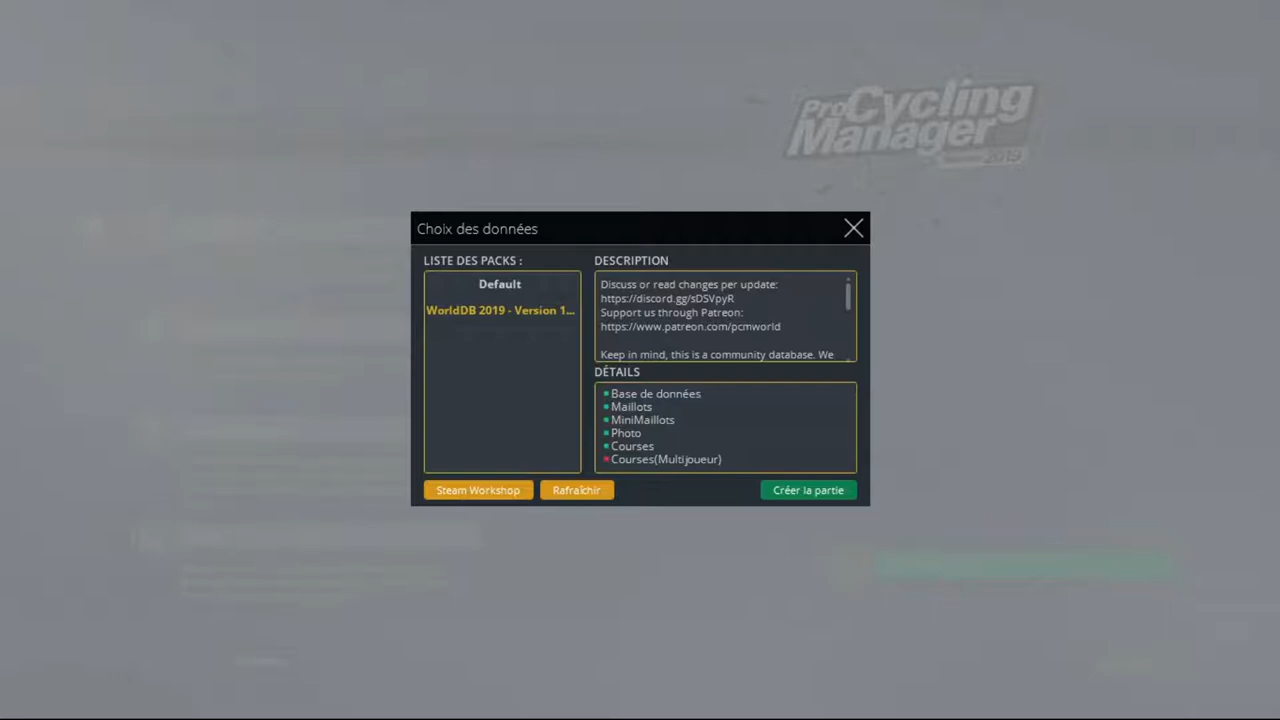 Pro Cycling
Manager
2019
Choix des données
LISTE DES PACKS :
Default
WorldDB 2019 - Version 1...
DESCRIPTION
Discuss or read changes per update:
https://discord.gg/sDSVpyR
Support us through Patreon:
https://www.patreon.com/pcmworld
Keep in mind, this is a community database. We
DÉTAILS
Base de données
Maillots
MiniMaillots
Photo
Courses
Courses(Multijoueur)
Steam Workshop
Rafraîchir
Créer la partie